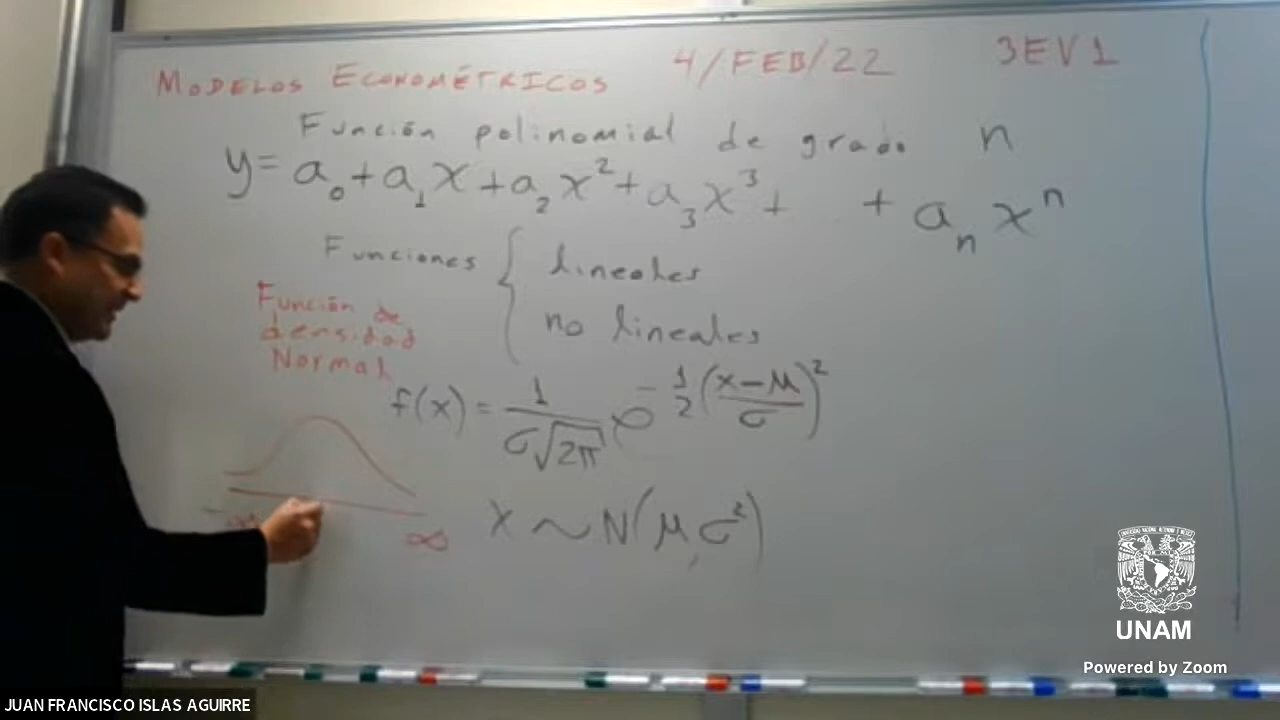 MODELOS ECONOMÉTRICOS 4/FEB/22 3EV1
Función polinomial de grado n
y = a₀ + a₁x + a₂x² + a₃x³ + + aₙxⁿ
Funciones { lineales
no lineales
Función de
densidad
Normal
f(x) = 1/(σ√2π) e^(-1/2((x-μ)/σ)²)
-∞ ∞
X ~ N(μ, σ²)
UNAM
Powered by Zoom
JUAN FRANCISCO ISLAS AGUIRRE